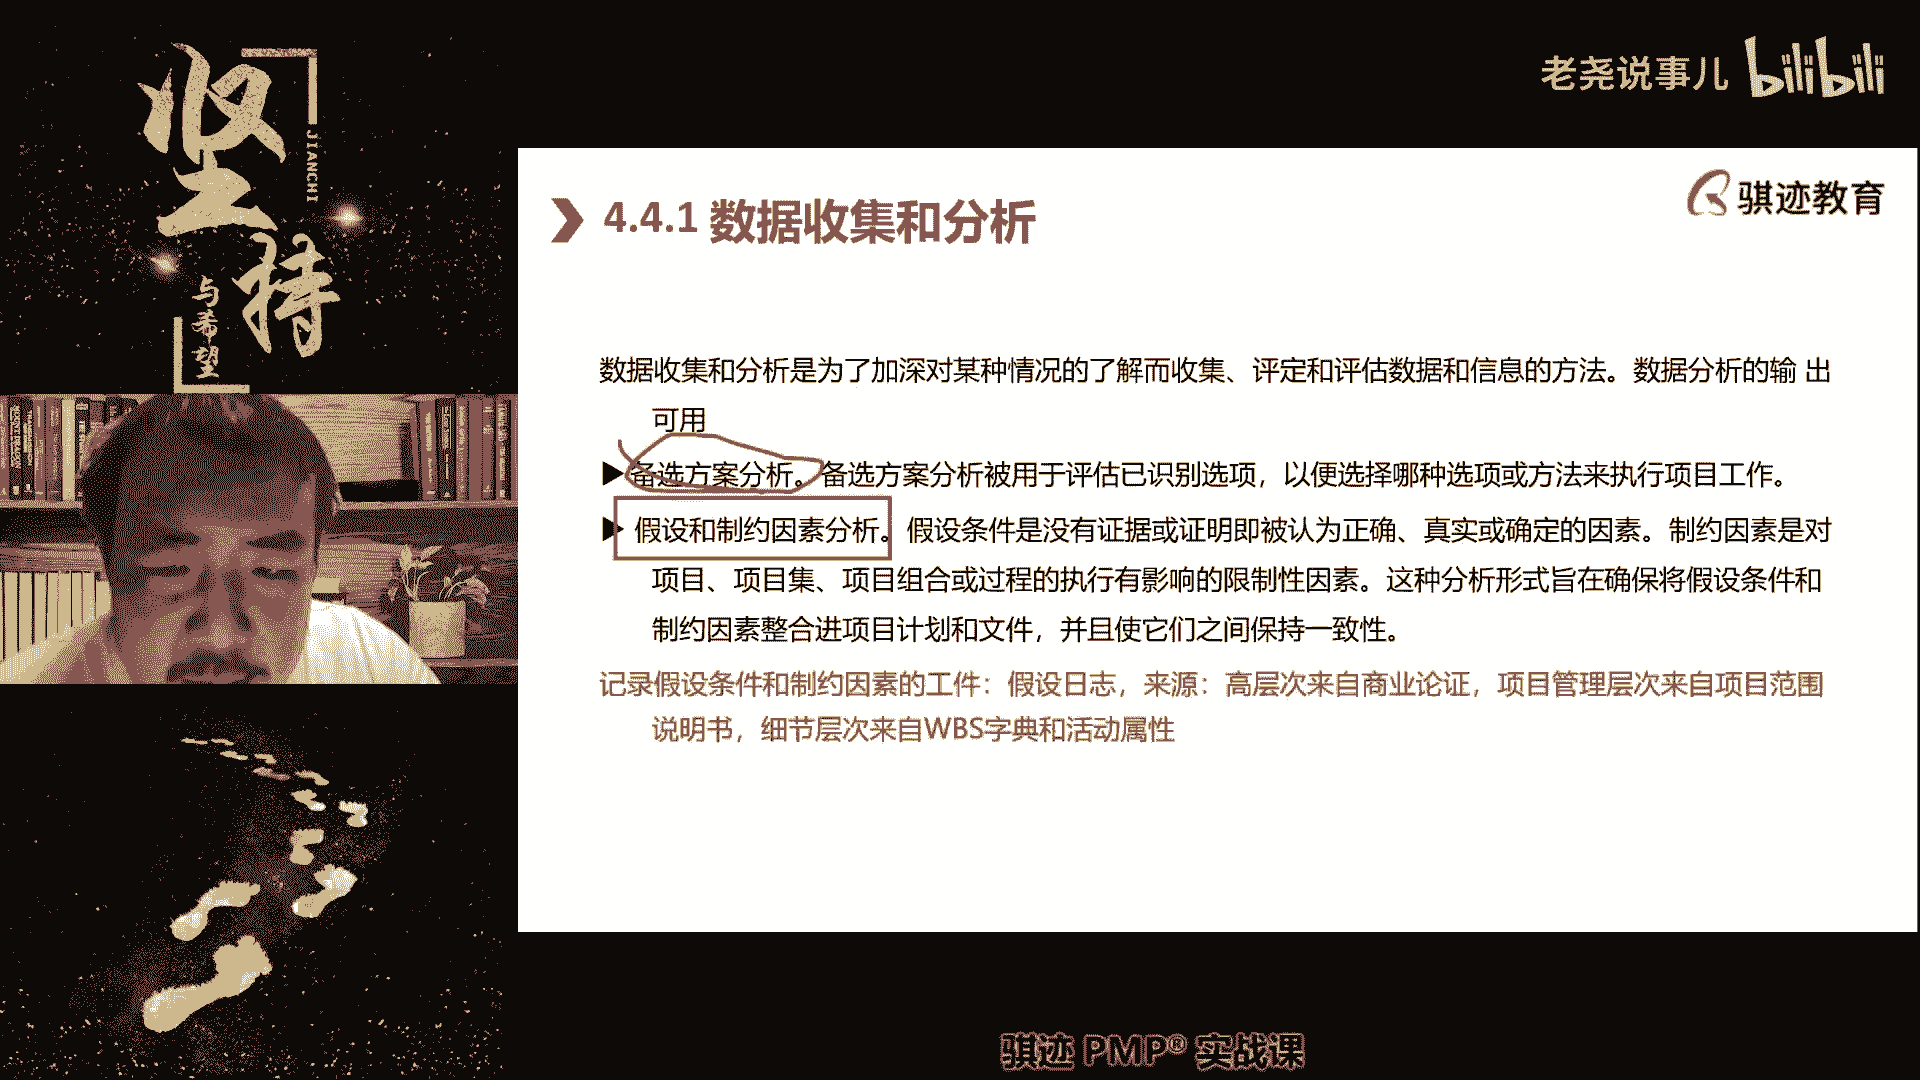 坚持
JIANCHI
与希望
老尧说事儿 bilibili
骐迹教育
4.4.1 数据收集和分析
数据收集和分析是为了加深对某种情况的了解而收集、评定和评估数据和信息的方法。数据分析的输 出
可用
备选方案分析。备选方案分析被用于评估已识别选项，以便选择哪种选项或方法来执行项目工作。
假设和制约因素分析。假设条件是没有证据或证明即被认为正确、真实或确定的因素。制约因素是对
项目、项目集、项目组合或过程的执行有影响的限制性因素。这种分析形式旨在确保将假设条件和
制约因素整合进项目计划和文件，并且使它们之间保持一致性。
记录假设条件和制约因素的工件：假设日志，来源：高层次来自商业论证，项目管理层次来自项目范围
说明书，细节层次来自WBS字典和活动属性
骐迹 PMP® 实战课